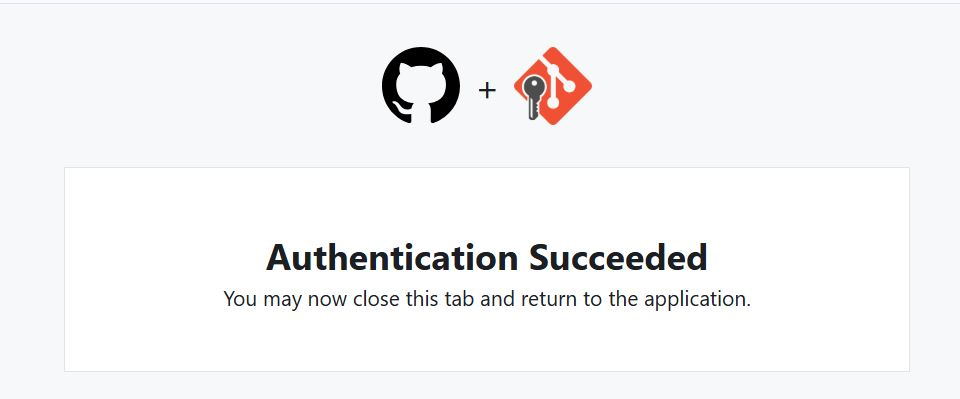 +
Authentication Succeeded
You may now close this tab and return to the application.